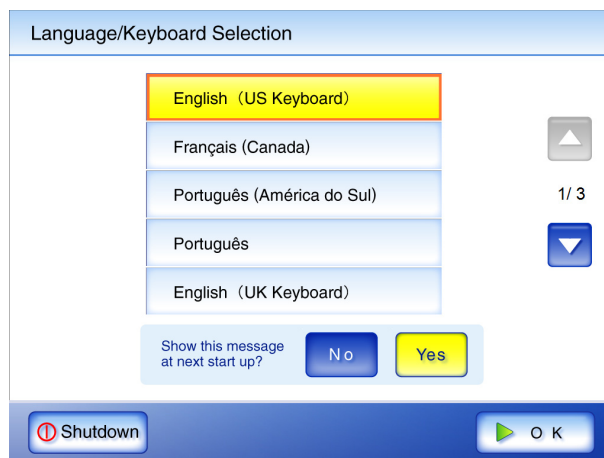 Language/Keyboard Selection
English（US Keyboard）
Français (Canada)
Português (América do Sul)
1/ 3
Português
English（UK Keyboard）
Show this message
at next start up?
No
Yes
Shutdown
O K